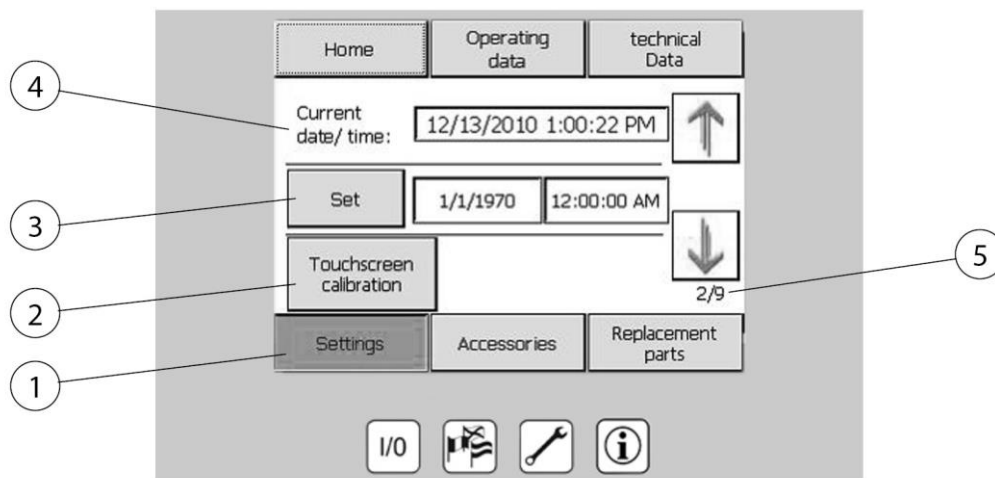 Home
Operating
data
technical
Data
4
Current
date/ time:
12/13/2010 1:00:22 PM
3
Set
1/1/1970
12:00:00 AM
5
2
Touchscreen
calibration
2/9
1
Settings
Accessories
Replacement
parts
I/0
i